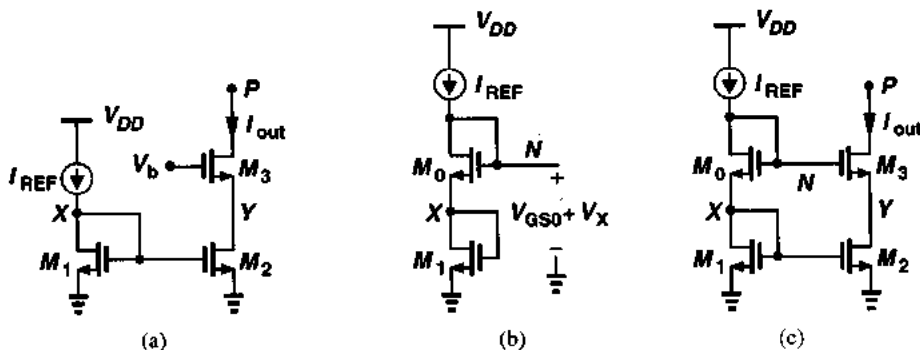 V_DD
I_REF
X
M_1
V_b
P
I_out
M_3
Y
M_2
(a)
V_DD
I_REF
N
M_0
X
M_1
+
V_GS0 + V_X
−
(b)
V_DD
I_REF
P
I_out
M_0
N
M_3
X
Y
M_1
M_2
(c)